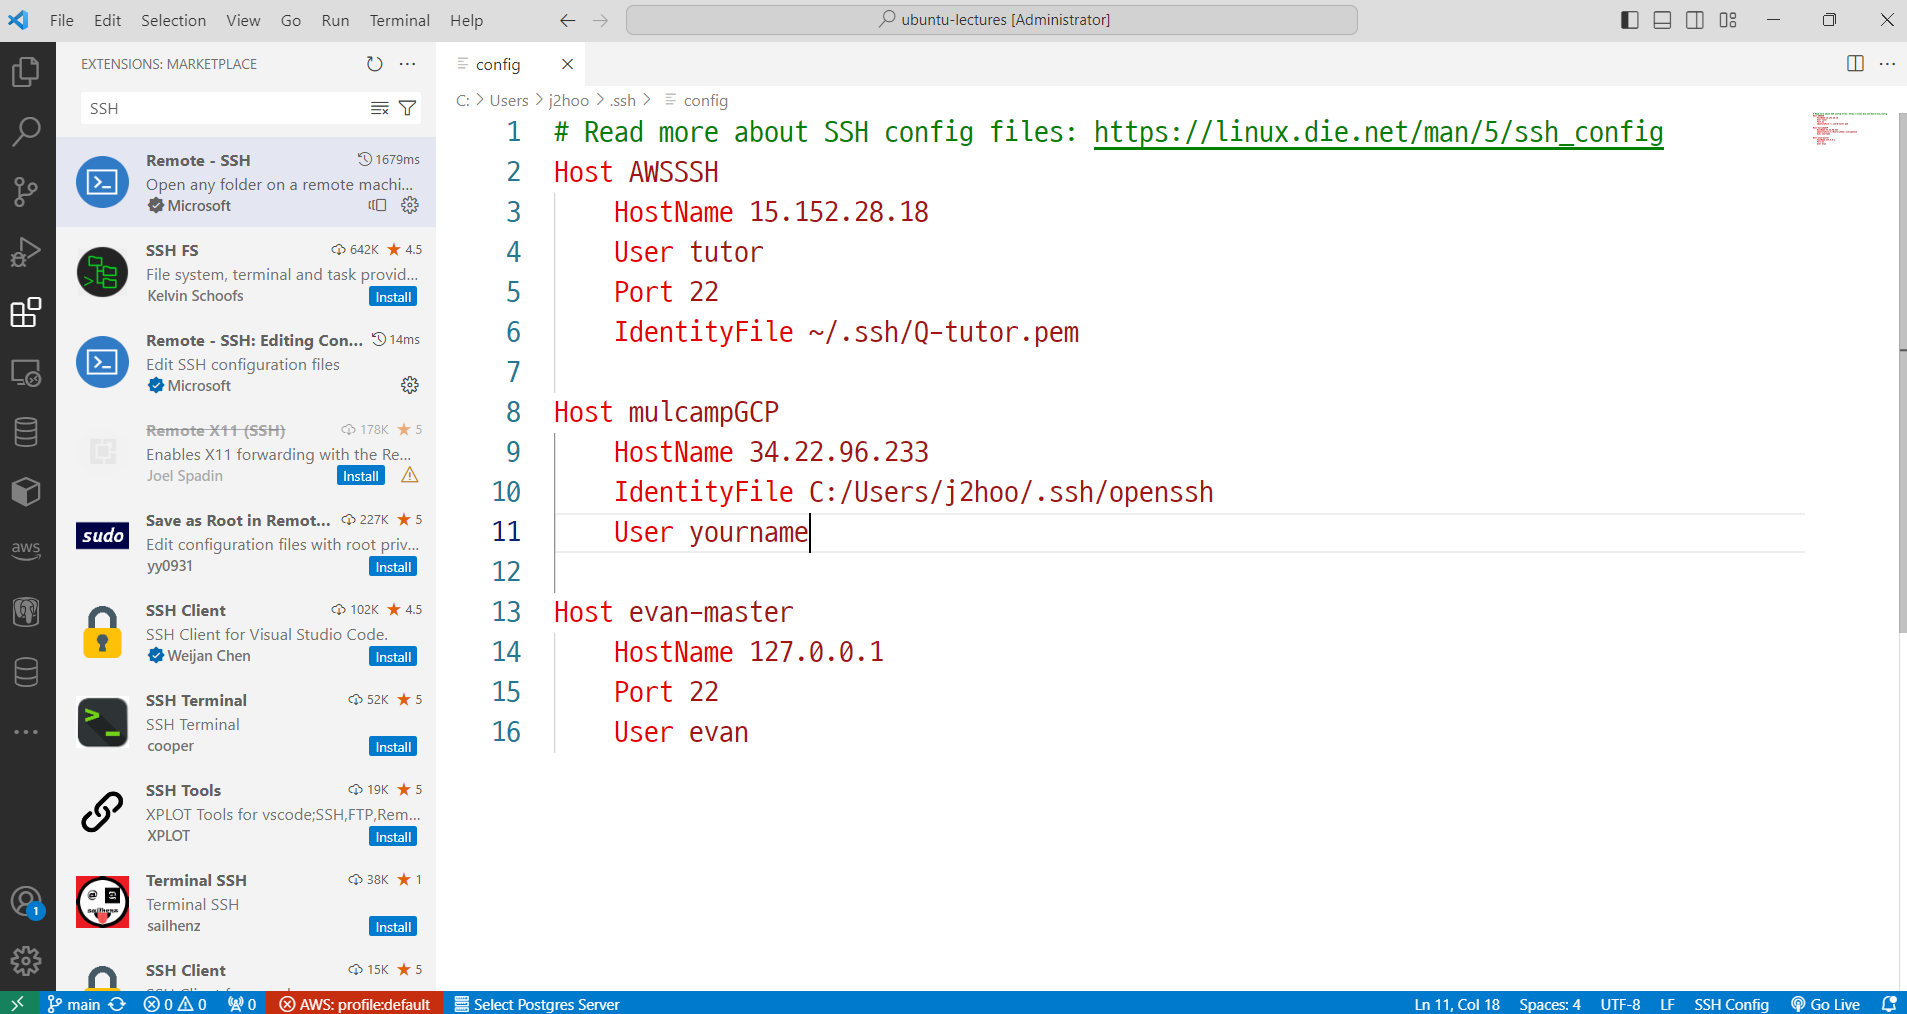 File Edit Selection View Go Run Terminal Help
ubuntu-lectures [Administrator]
EXTENSIONS: MARKETPLACE
SSH
Remote - SSH 1679ms
Open any folder on a remote machi...
Microsoft
SSH FS 642K 4.5
File system, terminal and task provid...
Kelvin Schoofs Install
Remote - SSH: Editing Con... 14ms
Edit SSH configuration files
Microsoft
Remote X11 (SSH) 178K 5
Enables X11 forwarding with the Re...
Joel Spadin Install
sudo
Save as Root in Remot... 227K 5
Edit configuration files with root priv...
yy0931 Install
SSH Client 102K 4.5
SSH Client for Visual Studio Code.
Weijan Chen Install
SSH Terminal 52K 5
SSH Terminal
cooper Install
SSH Tools 19K 5
XPLOT Tools for vscode;SSH,FTP,Rem...
XPLOT Install
Terminal SSH 38K 1
Terminal SSH
sailhenz Install
SSH Client 15K 5
aws
1
config
C: > Users > j2hoo > .ssh > config
1 # Read more about SSH config files: https://linux.die.net/man/5/ssh_config
2 Host AWSSSH
3 HostName 15.152.28.18
4 User tutor
5 Port 22
6 IdentityFile ~/.ssh/Q-tutor.pem
7
8 Host mulcampGCP
9 HostName 34.22.96.233
10 IdentityFile C:/Users/j2hoo/.ssh/openssh
11 User yourname
12
13 Host evan-master
14 HostName 127.0.0.1
15 Port 22
16 User evan
main 0 0 0 AWS: profile:default Select Postgres Server Ln 11, Col 18 Spaces: 4 UTF-8 LF SSH Config Go Live